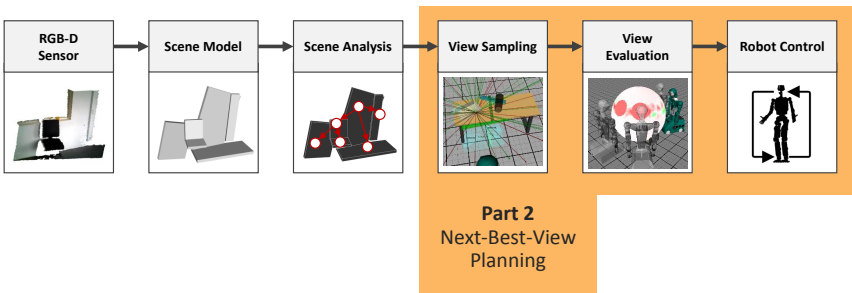 RGB-D
Sensor
Scene Model
Scene Analysis
View Sampling
View
Evaluation
Robot Control
Part 2
Next-Best-View
Planning